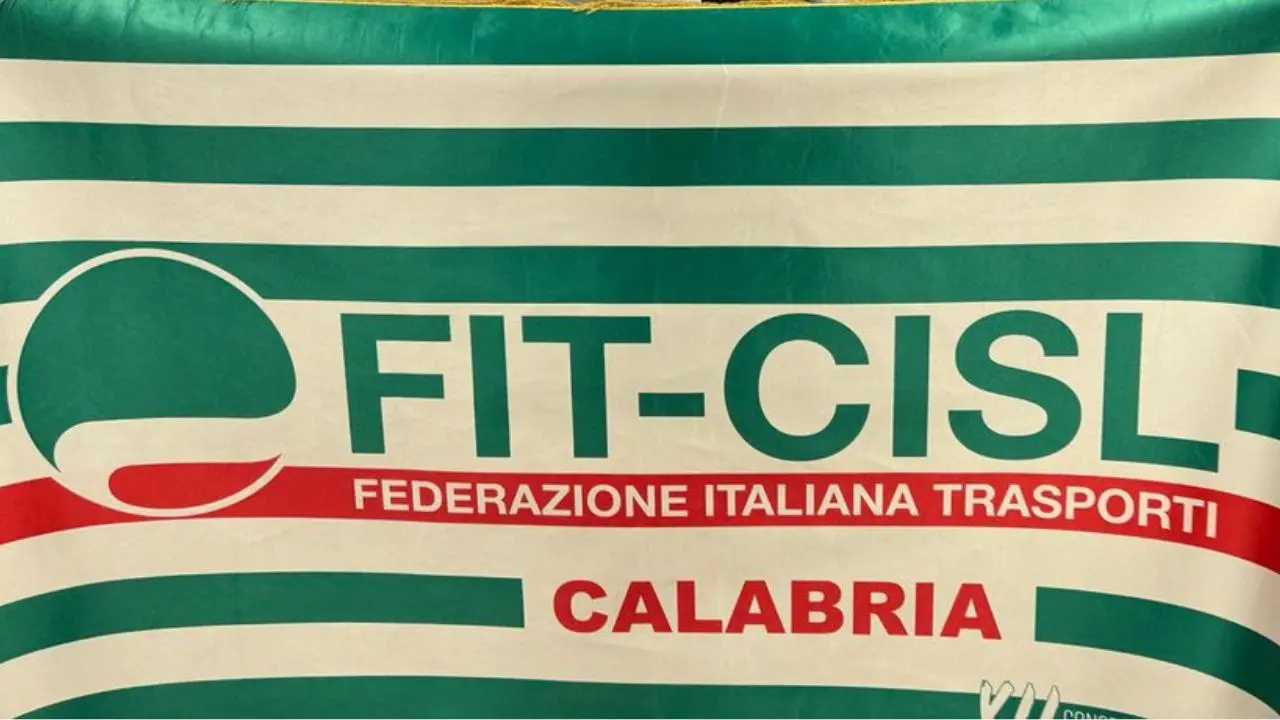 FIT-CISL
FEDERAZIONE ITALIANA TRASPORTI
CALABRIA